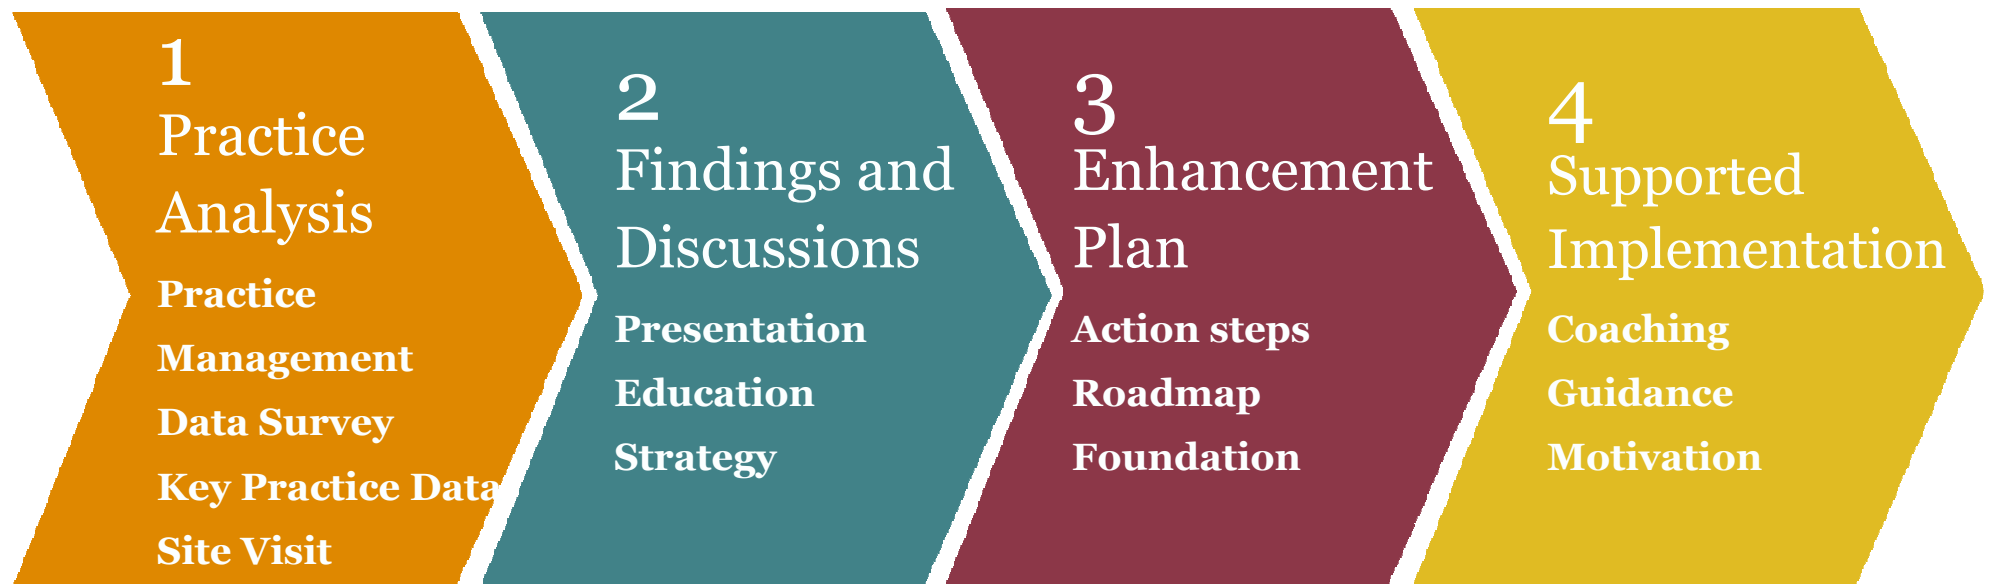 1
Practice
Analysis
Practice
Management
Data Survey
Key Practice Data
Site Visit
2
Findings and
Discussions
Presentation
Education
Strategy
3
Enhancement
Plan
Action steps
Roadmap
Foundation
4
Supported
Implementation
Coaching
Guidance
Motivation